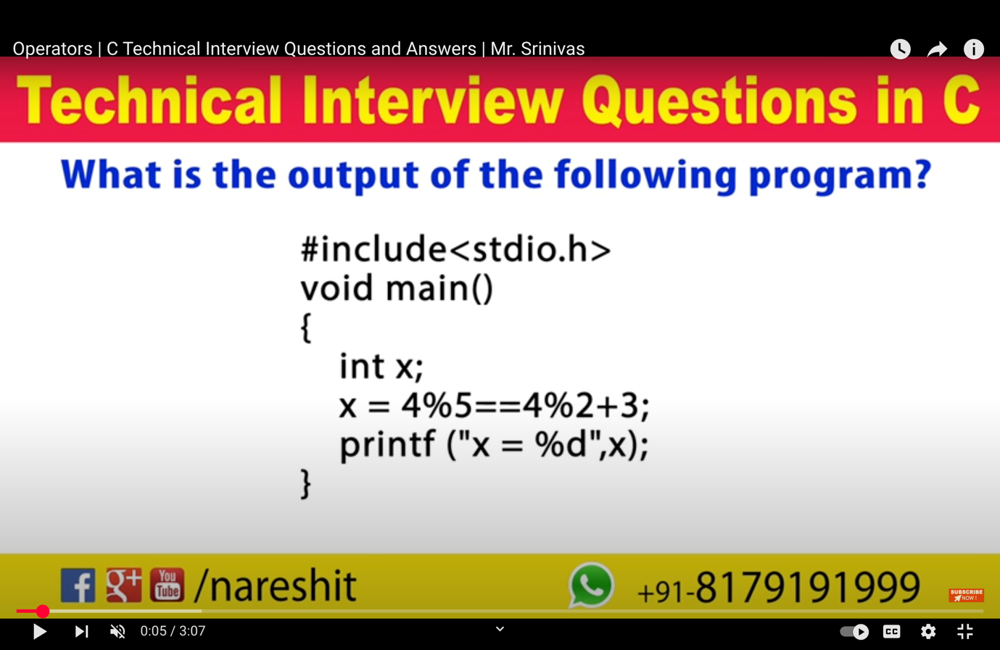 Operators | C Technical Interview Questions and Answers | Mr. Srinivas
Technical Interview Questions in C
What is the output of the following program?
#include<stdio.h>
void main()
{
int x;
x = 4%5==4%2+3;
printf ("x = %d",x);
}
f g+ You Tube /nareshit
+91-8179191999
SUBSCRIBE
NOW !
0:05 / 3:07
CC